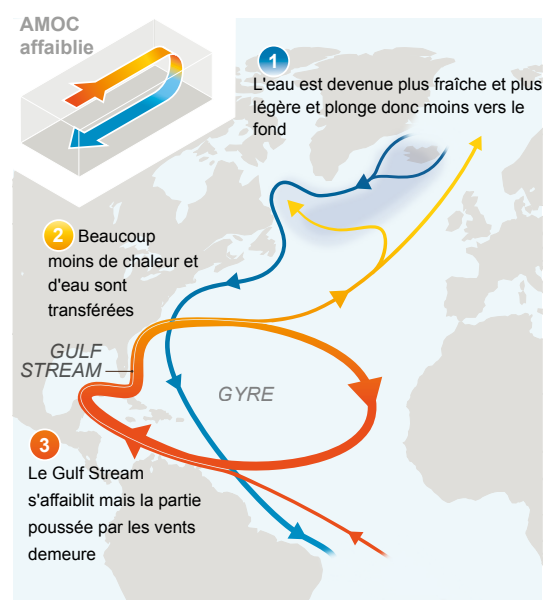 AMOC
affaiblie
1
L'eau est devenue plus fraîche et plus
légère et plonge donc moins vers le
fond
2 Beaucoup
moins de chaleur et
d'eau sont
transférées
GULF
STREAM
GYRE
3
Le Gulf Stream
s'affaiblit mais la partie
poussée par les vents
demeure